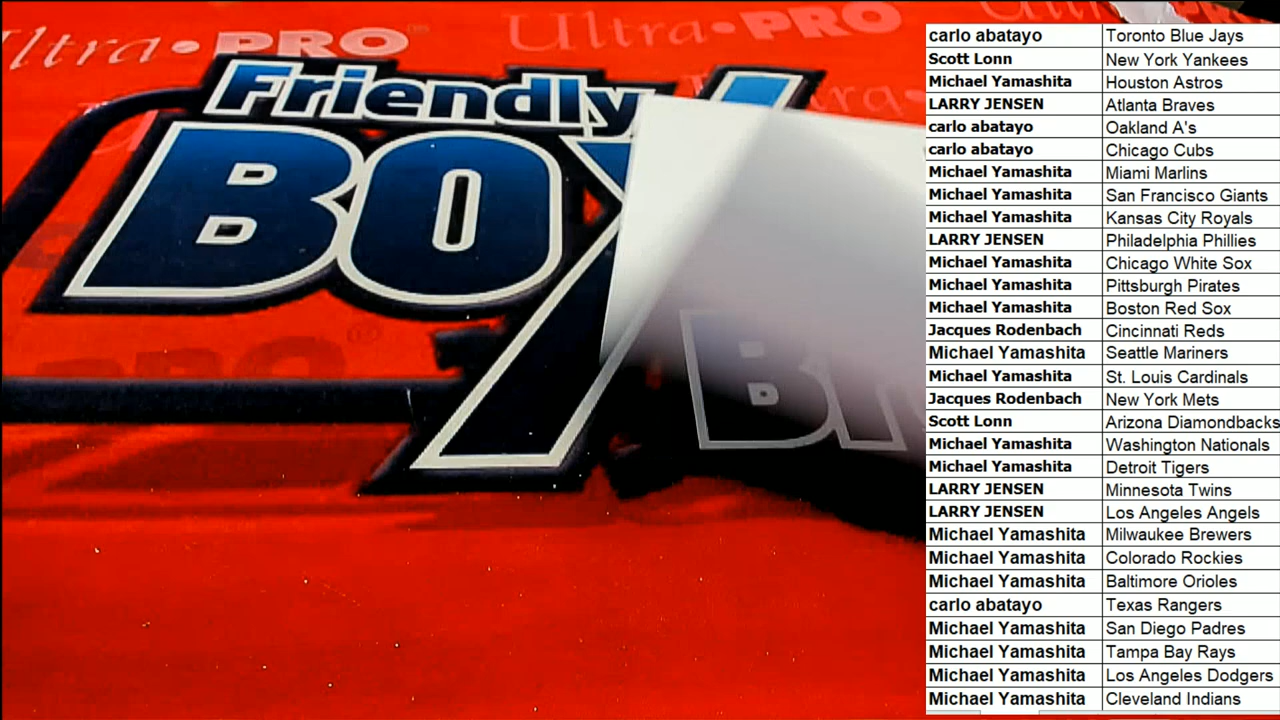 Ultra•PRO®
Ultra•PRO
Friendly
BOX
carlo abatayo Toronto Blue Jays
Scott Lonn New York Yankees
Michael Yamashita Houston Astros
LARRY JENSEN Atlanta Braves
carlo abatayo Oakland A's
carlo abatayo Chicago Cubs
Michael Yamashita Miami Marlins
Michael Yamashita San Francisco Giants
Michael Yamashita Kansas City Royals
LARRY JENSEN Philadelphia Phillies
Michael Yamashita Chicago White Sox
Michael Yamashita Pittsburgh Pirates
Michael Yamashita Boston Red Sox
Jacques Rodenbach Cincinnati Reds
Michael Yamashita Seattle Mariners
Michael Yamashita St. Louis Cardinals
Jacques Rodenbach New York Mets
Scott Lonn Arizona Diamondbacks
Michael Yamashita Washington Nationals
Michael Yamashita Detroit Tigers
LARRY JENSEN Minnesota Twins
LARRY JENSEN Los Angeles Angels
Michael Yamashita Milwaukee Brewers
Michael Yamashita Colorado Rockies
Michael Yamashita Baltimore Orioles
carlo abatayo Texas Rangers
Michael Yamashita San Diego Padres
Michael Yamashita Tampa Bay Rays
Michael Yamashita Los Angeles Dodgers
Michael Yamashita Cleveland Indians